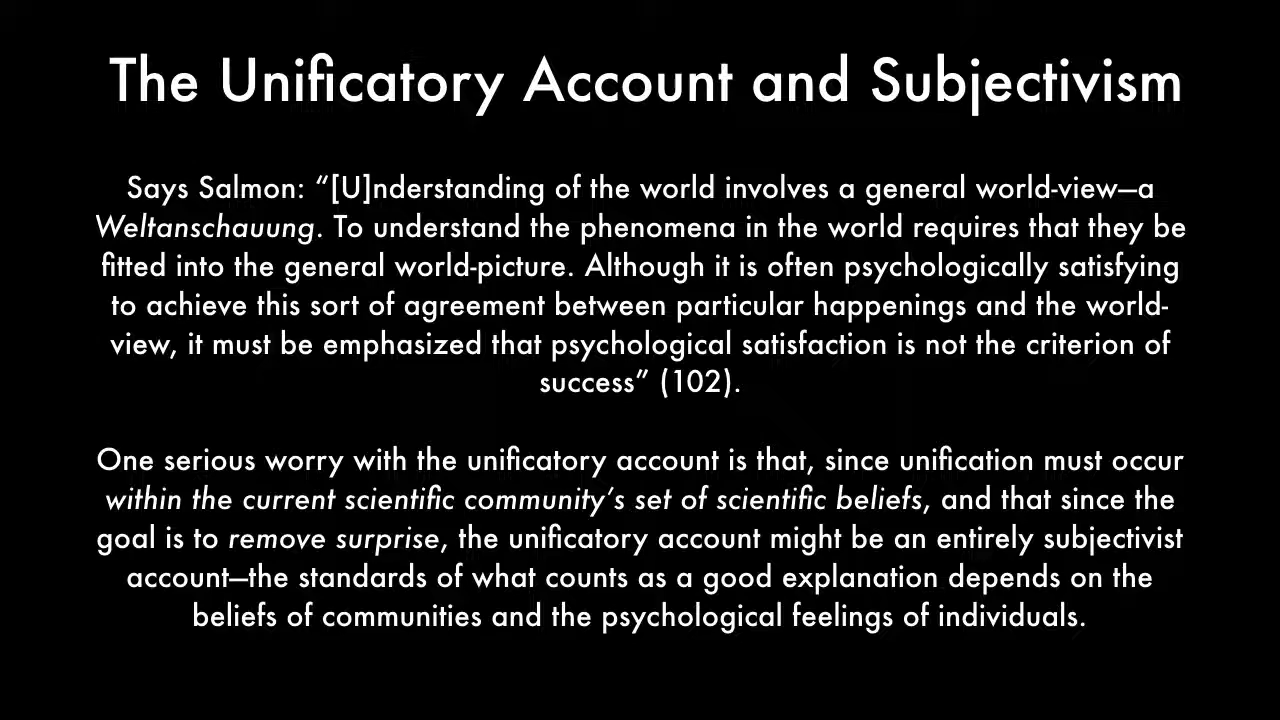 The Unificatory Account and Subjectivism
Says Salmon: “[U]nderstanding of the world involves a general world-view—a
Weltanschauung. To understand the phenomena in the world requires that they be
fitted into the general world-picture. Although it is often psychologically satisfying
to achieve this sort of agreement between particular happenings and the world-
view, it must be emphasized that psychological satisfaction is not the criterion of
success” (102).
One serious worry with the unificatory account is that, since unification must occur
within the current scientific community’s set of scientific beliefs, and that since the
goal is to remove surprise, the unificatory account might be an entirely subjectivist
account—the standards of what counts as a good explanation depends on the
beliefs of communities and the psychological feelings of individuals.